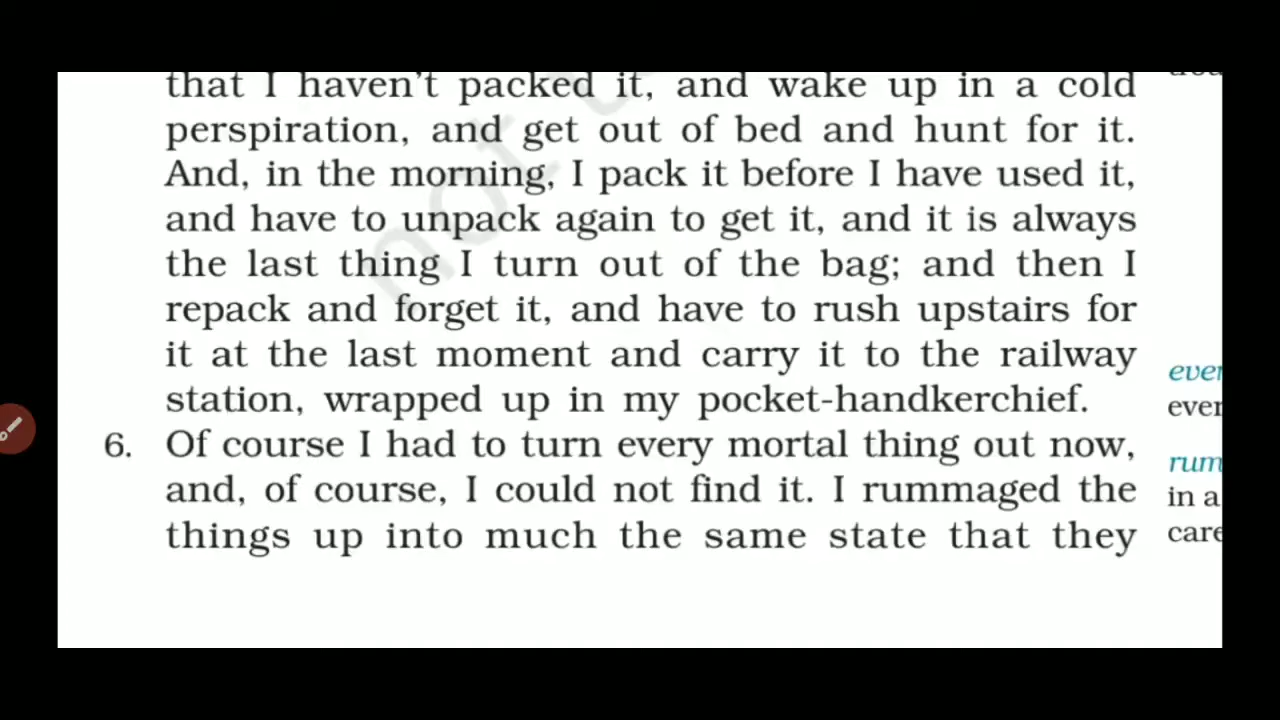 that I haven't packed it, and wake up in a cold
perspiration, and get out of bed and hunt for it.
And, in the morning, I pack it before I have used it,
and have to unpack again to get it, and it is always
the last thing I turn out of the bag; and then I
repack and forget it, and have to rush upstairs for
it at the last moment and carry it to the railway
station, wrapped up in my pocket-handkerchief.
6. Of course I had to turn every mortal thing out now,
and, of course, I could not find it. I rummaged the
things up into much the same state that they
in a
not